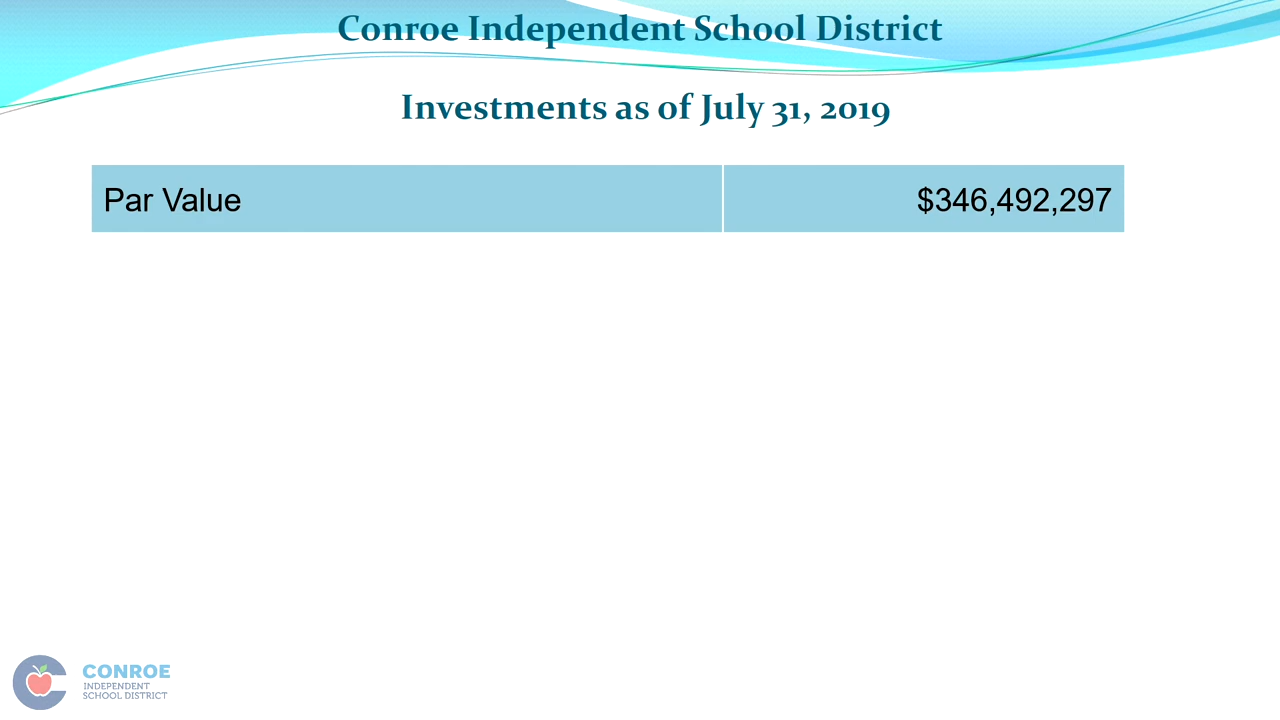 Conroe Independent School District
Investments as of July 31, 2019
Par Value $346,492,297
CONROE
INDEPENDENT
SCHOOL DISTRICT